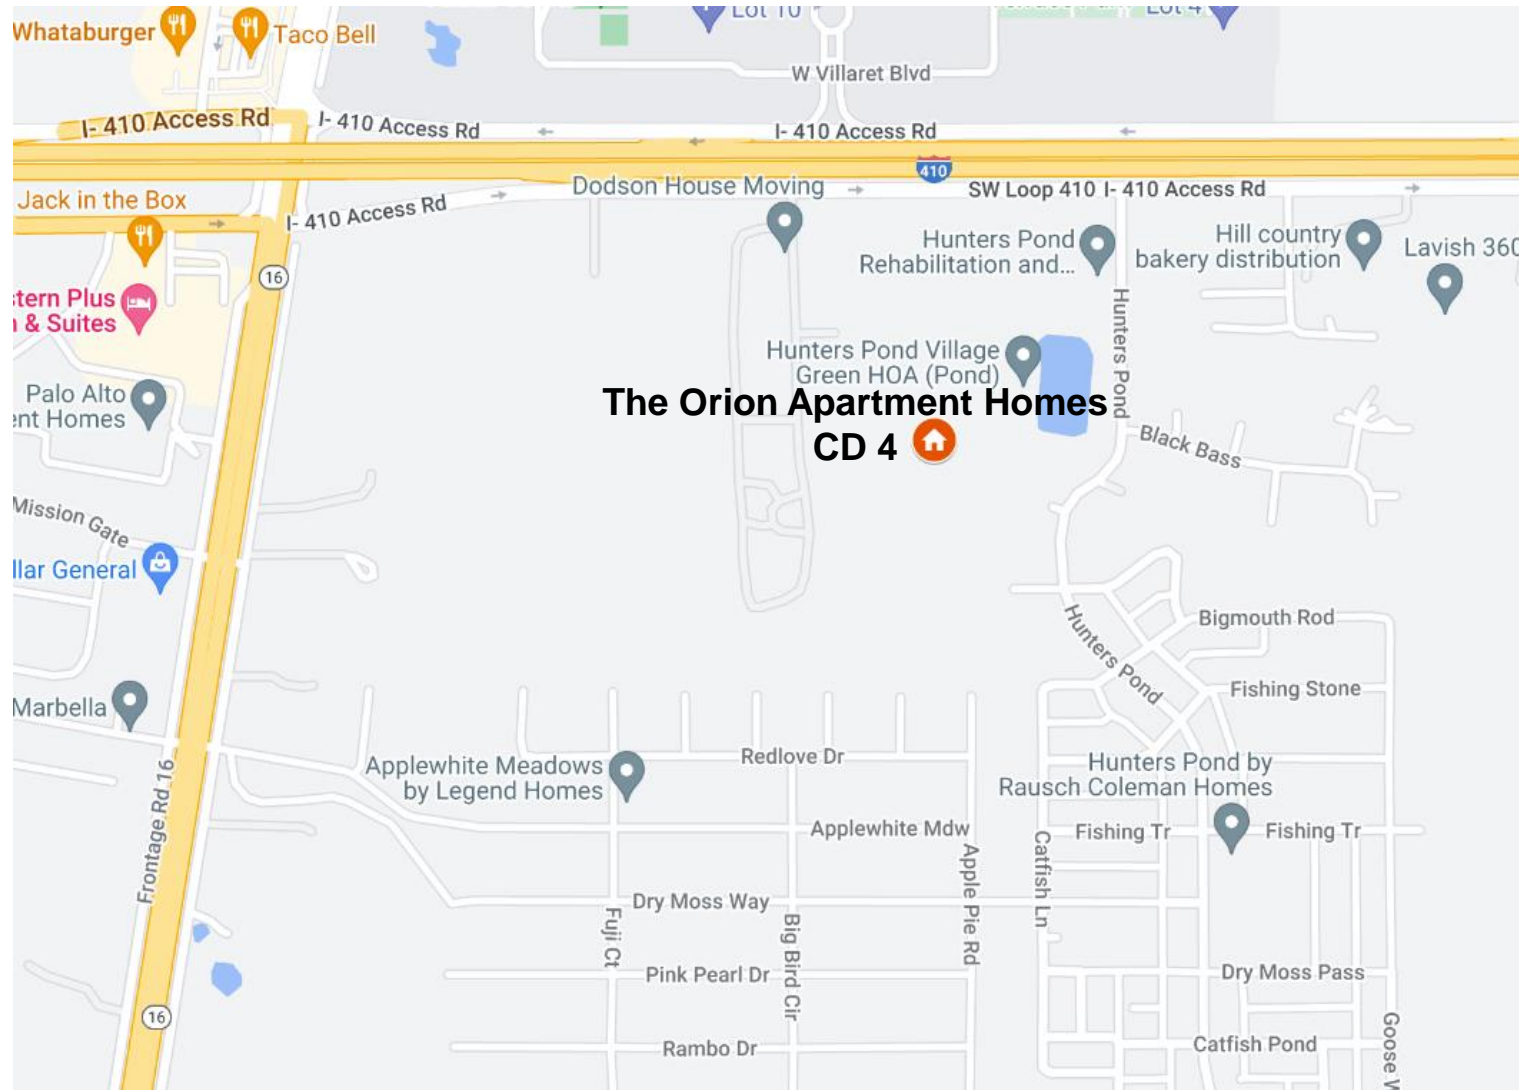 Lot 10
Lot 4
Whataburger
Taco Bell
W Villaret Blvd
I- 410 Access Rd
I- 410 Access Rd
I- 410 Access Rd
410
Jack in the Box
I- 410 Access Rd
Dodson House Moving
SW Loop 410
I- 410 Access Rd
Hunters Pond
Rehabilitation and...
Hill country
bakery distribution
Lavish 360
16
stern Plus
& Suites
Hunters Pond
Hunters Pond Village
Green HOA (Pond)
Palo Alto
ent Homes
The Orion Apartment Homes
CD 4
Black Bass
Mission Gate
llar General
Bigmouth Rod
Hunters Pond
Fishing Stone
Marbella
Applewhite Meadows
by Legend Homes
Redlove Dr
Hunters Pond by
Rausch Coleman Homes
Frontage Rd 16
Applewhite Mdw
Fishing Tr
Fishing Tr
Catfish Ln
Apple Pie Rd
Dry Moss Way
Fuji Ct
Big Bird Cir
Pink Pearl Dr
Dry Moss Pass
16
Rambo Dr
Catfish Pond
Goose